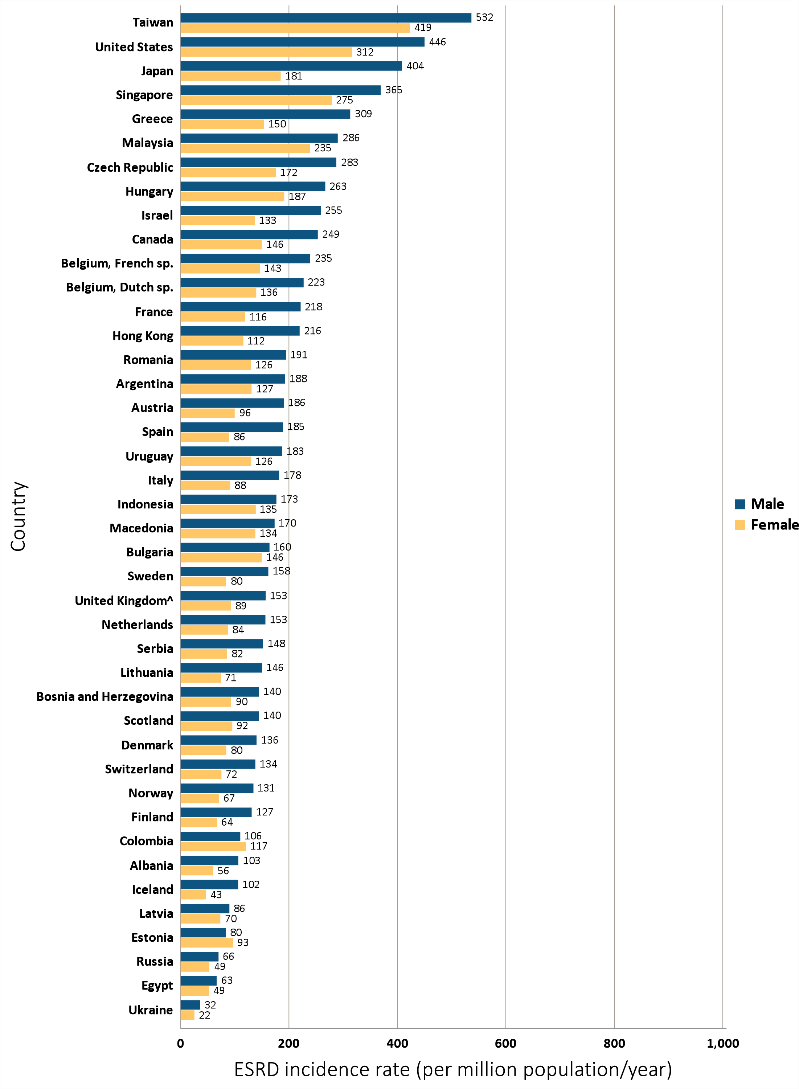 Taiwan 532
419
United States 446
312
Japan 404
181
Singapore 365
275
Greece 309
150
Malaysia 286
235
Czech Republic 283
172
Hungary 263
187
Israel 255
133
Canada 249
146
Belgium, French sp. 235
143
Belgium, Dutch sp. 223
136
France 218
116
Hong Kong 216
112
Romania 191
126
Argentina 188
127
Austria 186
96
Spain 185
86
Uruguay 183
126
Italy 178
88
Indonesia 173
135
Macedonia 170
134
Bulgaria 160
146
Sweden 158
80
United Kingdom^ 153
89
Netherlands 153
84
Serbia 148
82
Lithuania 146
71
Bosnia and Herzegovina 140
90
Scotland 140
92
Denmark 136
80
Switzerland 134
72
Norway 131
67
Finland 127
64
Colombia 106
117
Albania 103
56
Iceland 102
43
Latvia 86
70
Estonia 80
93
Russia 66
49
Egypt 63
49
Ukraine 32
22
Country
Male
Female
0 200 400 600 800 1,000
ESRD incidence rate (per million population/year)